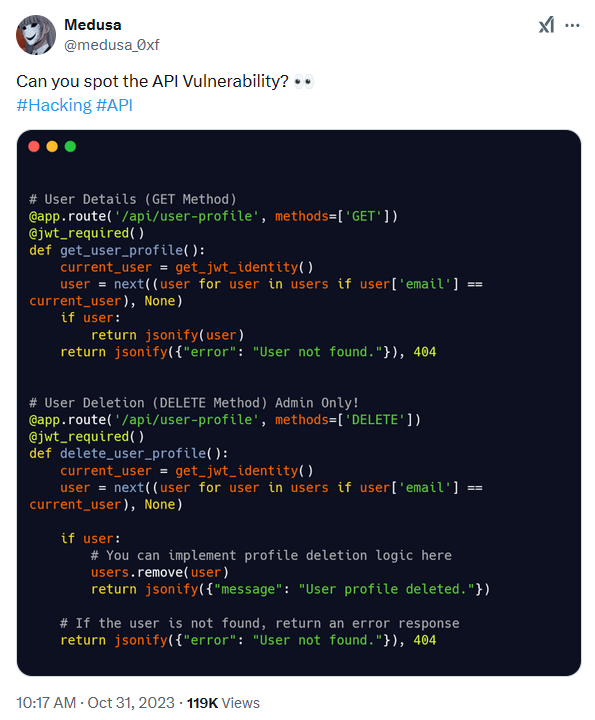 Medusa
@medusa_0xf
Can you spot the API Vulnerability? 👀
#Hacking #API
# User Details (GET Method)
@app.route('/api/user-profile', methods=['GET'])
@jwt_required()
def get_user_profile():
    current_user = get_jwt_identity()
    user = next((user for user in users if user['email'] ==
current_user), None)
    if user:
        return jsonify(user)
    return jsonify({"error": "User not found."}), 404
# User Deletion (DELETE Method) Admin Only!
@app.route('/api/user-profile', methods=['DELETE'])
@jwt_required()
def delete_user_profile():
    current_user = get_jwt_identity()
    user = next((user for user in users if user['email'] ==
current_user), None)
    if user:
        # You can implement profile deletion logic here
        users.remove(user)
        return jsonify({"message": "User profile deleted."})
    # If the user is not found, return an error response
    return jsonify({"error": "User not found."}), 404
10:17 AM · Oct 31, 2023 · 119K Views